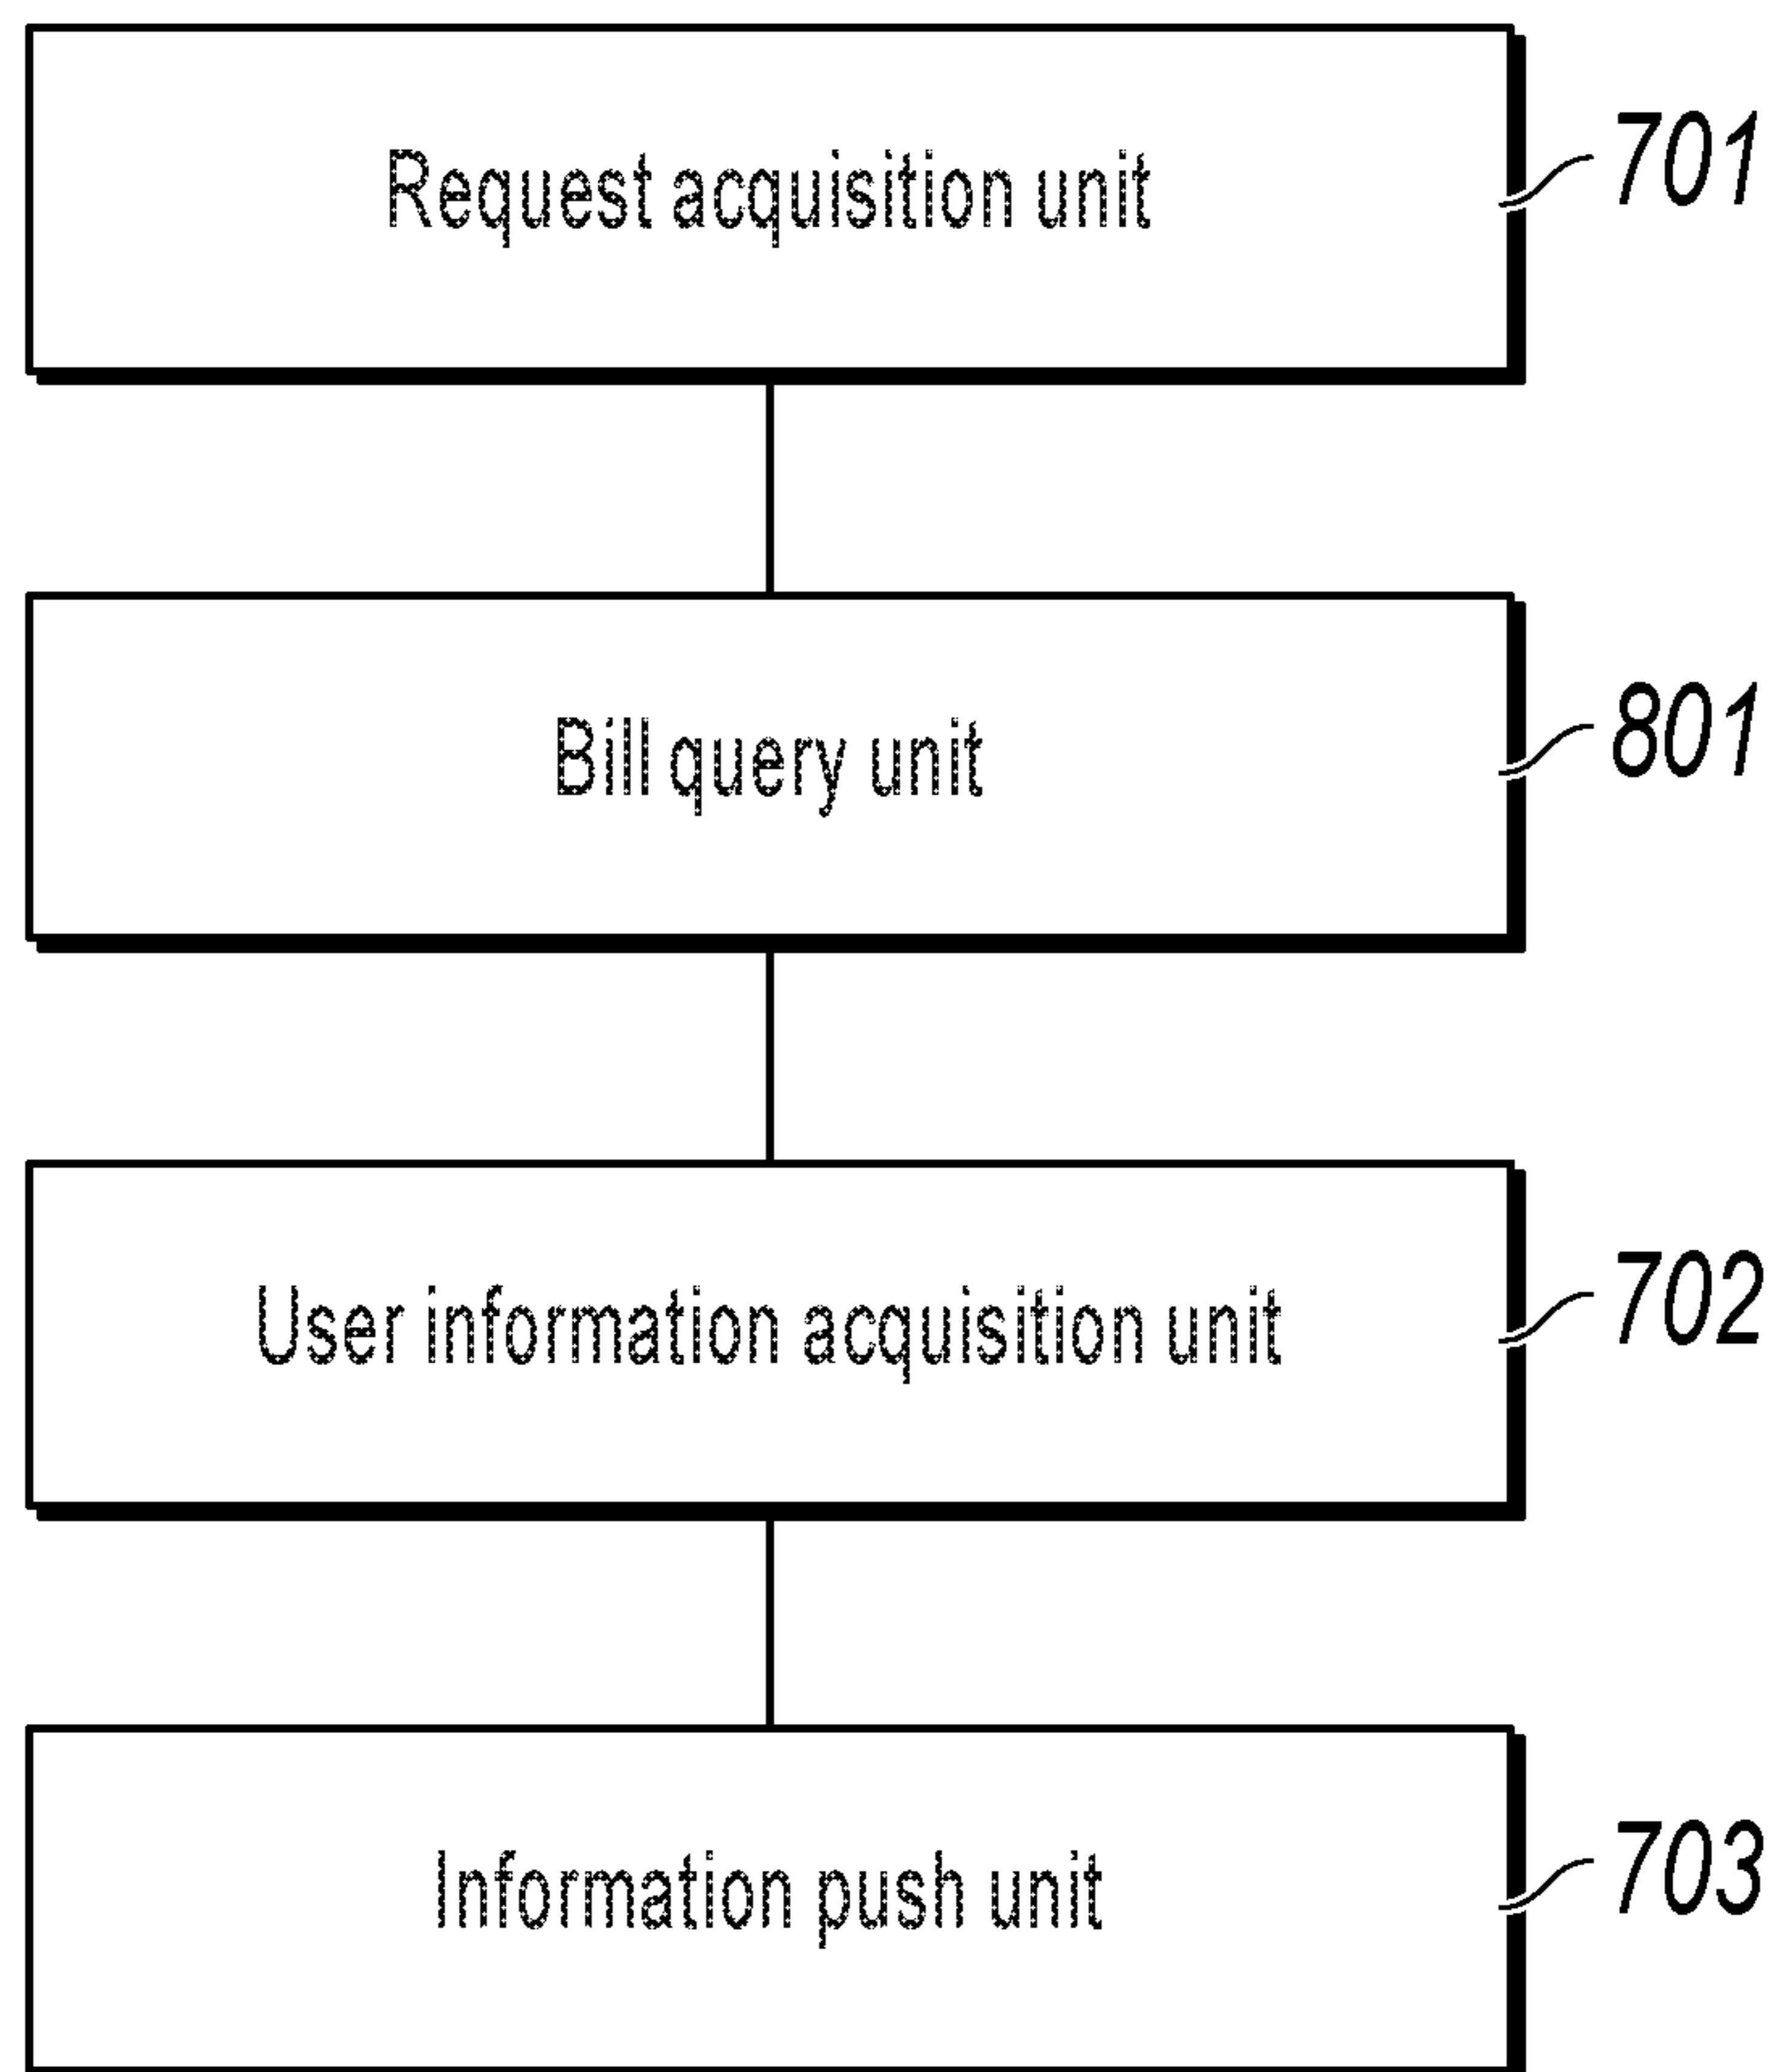 Request acquisition unit
701
Bill query unit
801
User information acquisition unit
702
Information push unit
703